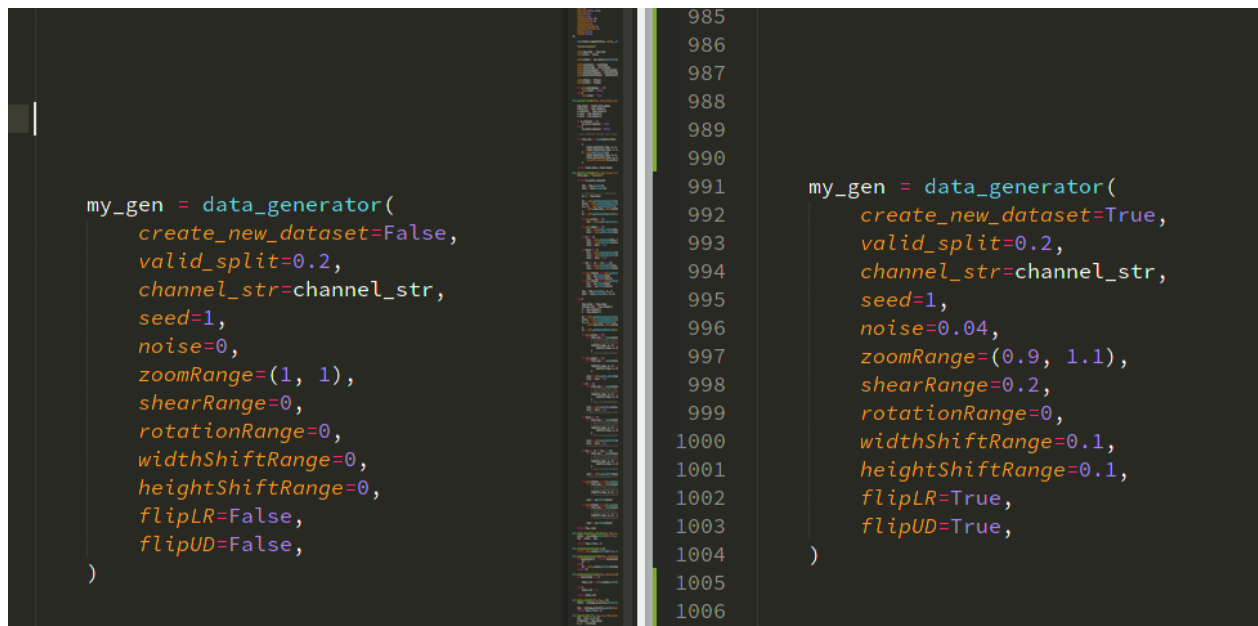 my_gen = data_generator(
create_new_dataset=False,
valid_split=0.2,
channel_str=channel_str,
seed=1,
noise=0,
zoomRange=(1, 1),
shearRange=0,
rotationRange=0,
widthShiftRange=0,
heightShiftRange=0,
flipLR=False,
flipUD=False,
)
985
986
987
988
989
990
991 my_gen = data_generator(
992 create_new_dataset=True,
993 valid_split=0.2,
994 channel_str=channel_str,
995 seed=1,
996 noise=0.04,
997 zoomRange=(0.9, 1.1),
998 shearRange=0.2,
999 rotationRange=0,
1000 widthShiftRange=0.1,
1001 heightShiftRange=0.1,
1002 flipLR=True,
1003 flipUD=True,
1004 )
1005
1006